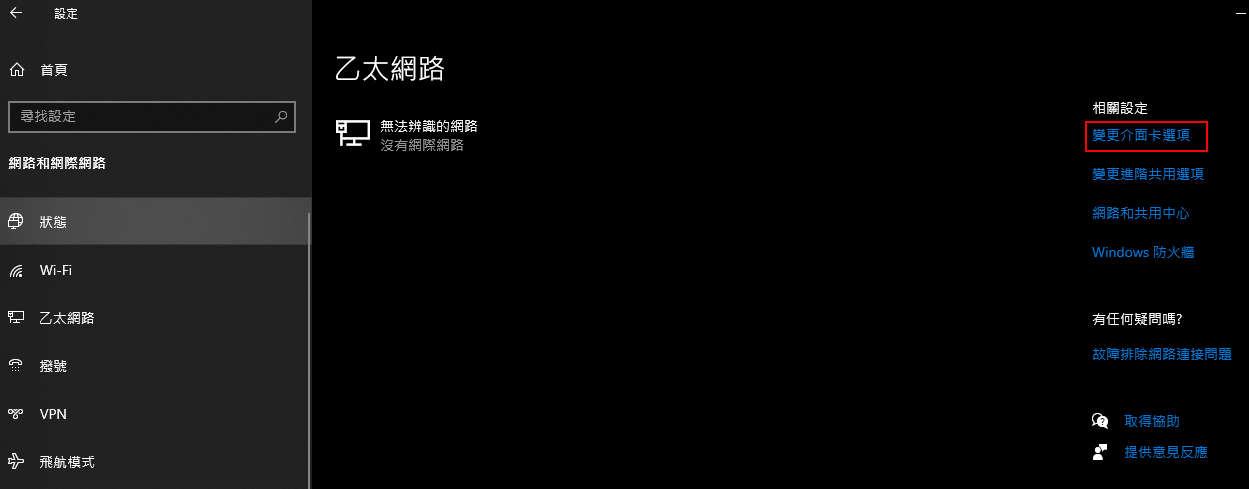 設定
首頁
尋找設定
網路和網際網路
狀態
Wi-Fi
乙太網路
撥號
VPN
飛航模式
乙太網路
無法辨識的網路
沒有網際網路
相關設定
變更介面卡選項
變更進階共用選項
網路和共用中心
Windows 防火牆
有任何疑問嗎?
故障排除網路連接問題
取得協助
提供意見反應